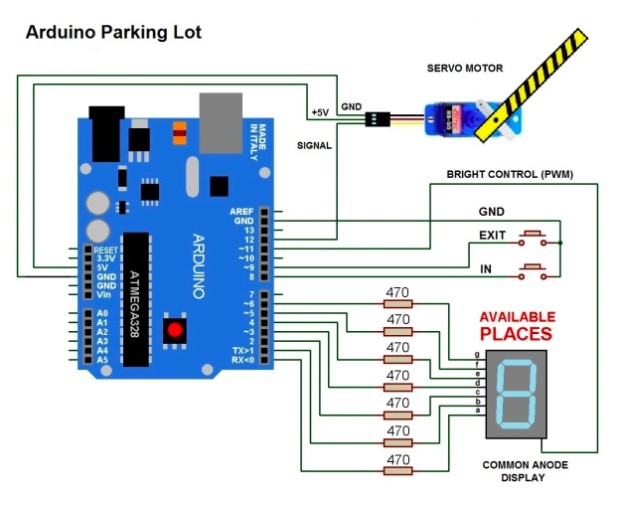 Arduino Parking Lot
SERVO MOTOR
GND
+5V
SIGNAL
MADE
IN ITALY
BRIGHT CONTROL (PWM)
GND
EXIT
IN
AREF
GND
13
12
~11
~10
~9
8
RESET
3.3V
5V
GND
GND
Vin
ARDUINO
ATMEGA328
A0
A1
A2
A3
A4
A5
7
~6
~5
4
~3
2
TX>1
RX<0
470
470
470
470
470
470
470
AVAILABLE
PLACES
g
f
e
d
c
b
a
COMMON ANODE
DISPLAY